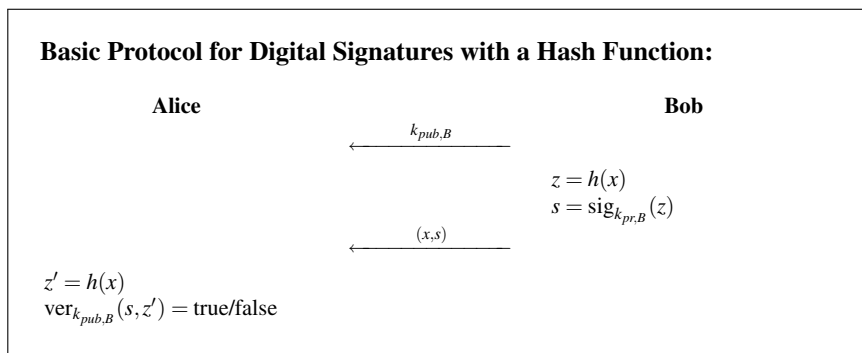 Basic Protocol for Digital Signatures with a Hash Function:
Alice Bob
k_{pub,B}
z = h(x)
s = sig_{k_{pr,B}}(z)
(x,s)
z′ = h(x)
ver_{k_{pub,B}}(s,z′) = true/false